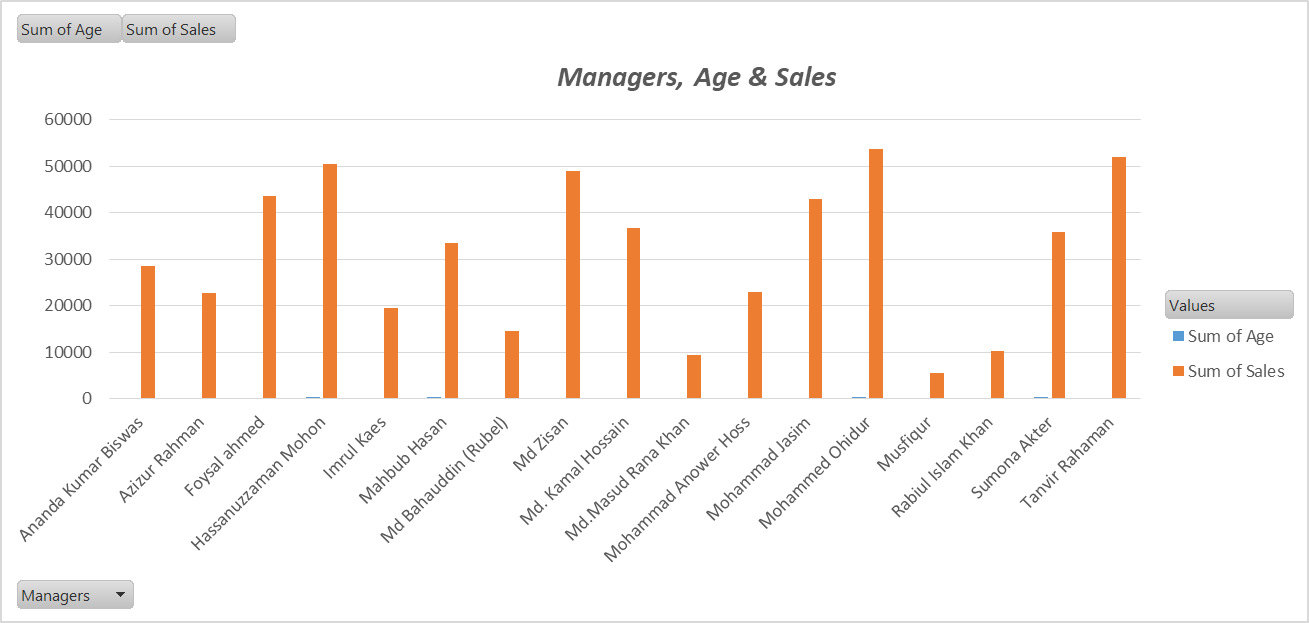 Sum of Age Sum of Sales
Managers, Age & Sales
60000
50000
40000
30000
20000
10000
0
Values
Sum of Age
Sum of Sales
Ananda Kumar Biswas
Azizur Rahman
Foysal ahmed
Hassanuzzaman Mohon
Imrul Kaes
Mahbub Hasan
Md Bahauddin (Rubel)
Md Zisan
Md. Kamal Hossain
Md.Masud Rana Khan
Mohammad Anower Hoss
Mohammad Jasim
Mohammed Ohidur
Musfiqur
Rabiul Islam Khan
Sumona Akter
Tanvir Rahaman
Managers